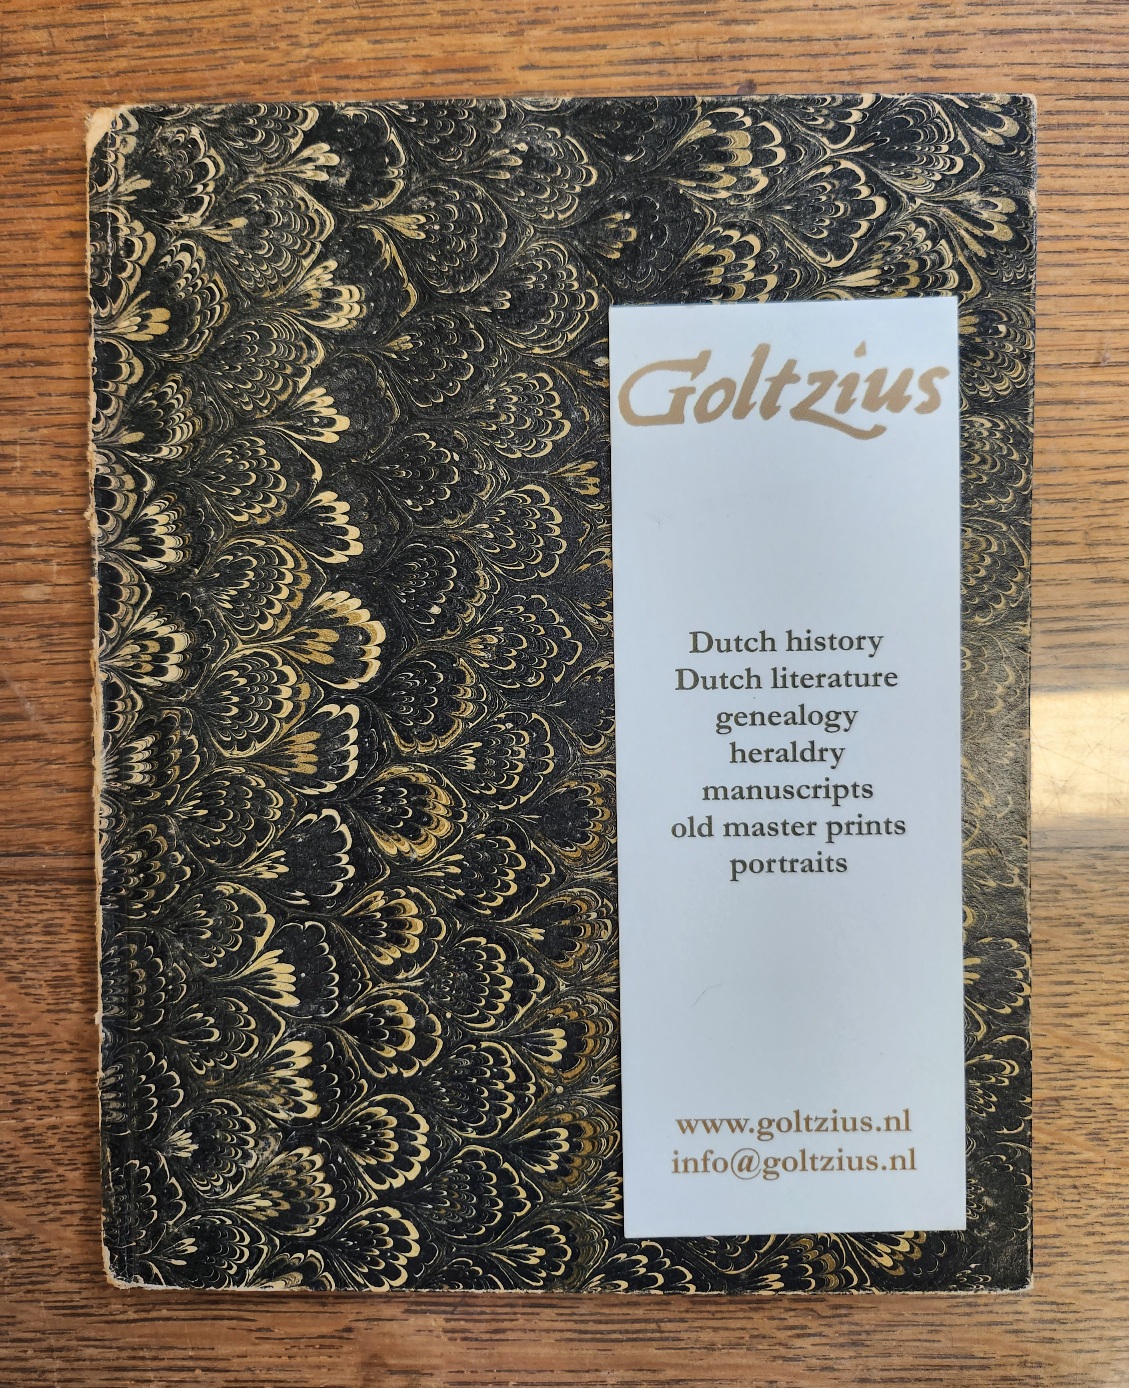 Goltzius
Dutch history
Dutch literature
genealogy
heraldry
manuscripts
old master prints
portraits
www.goltzius.nl
info@goltzius.nl